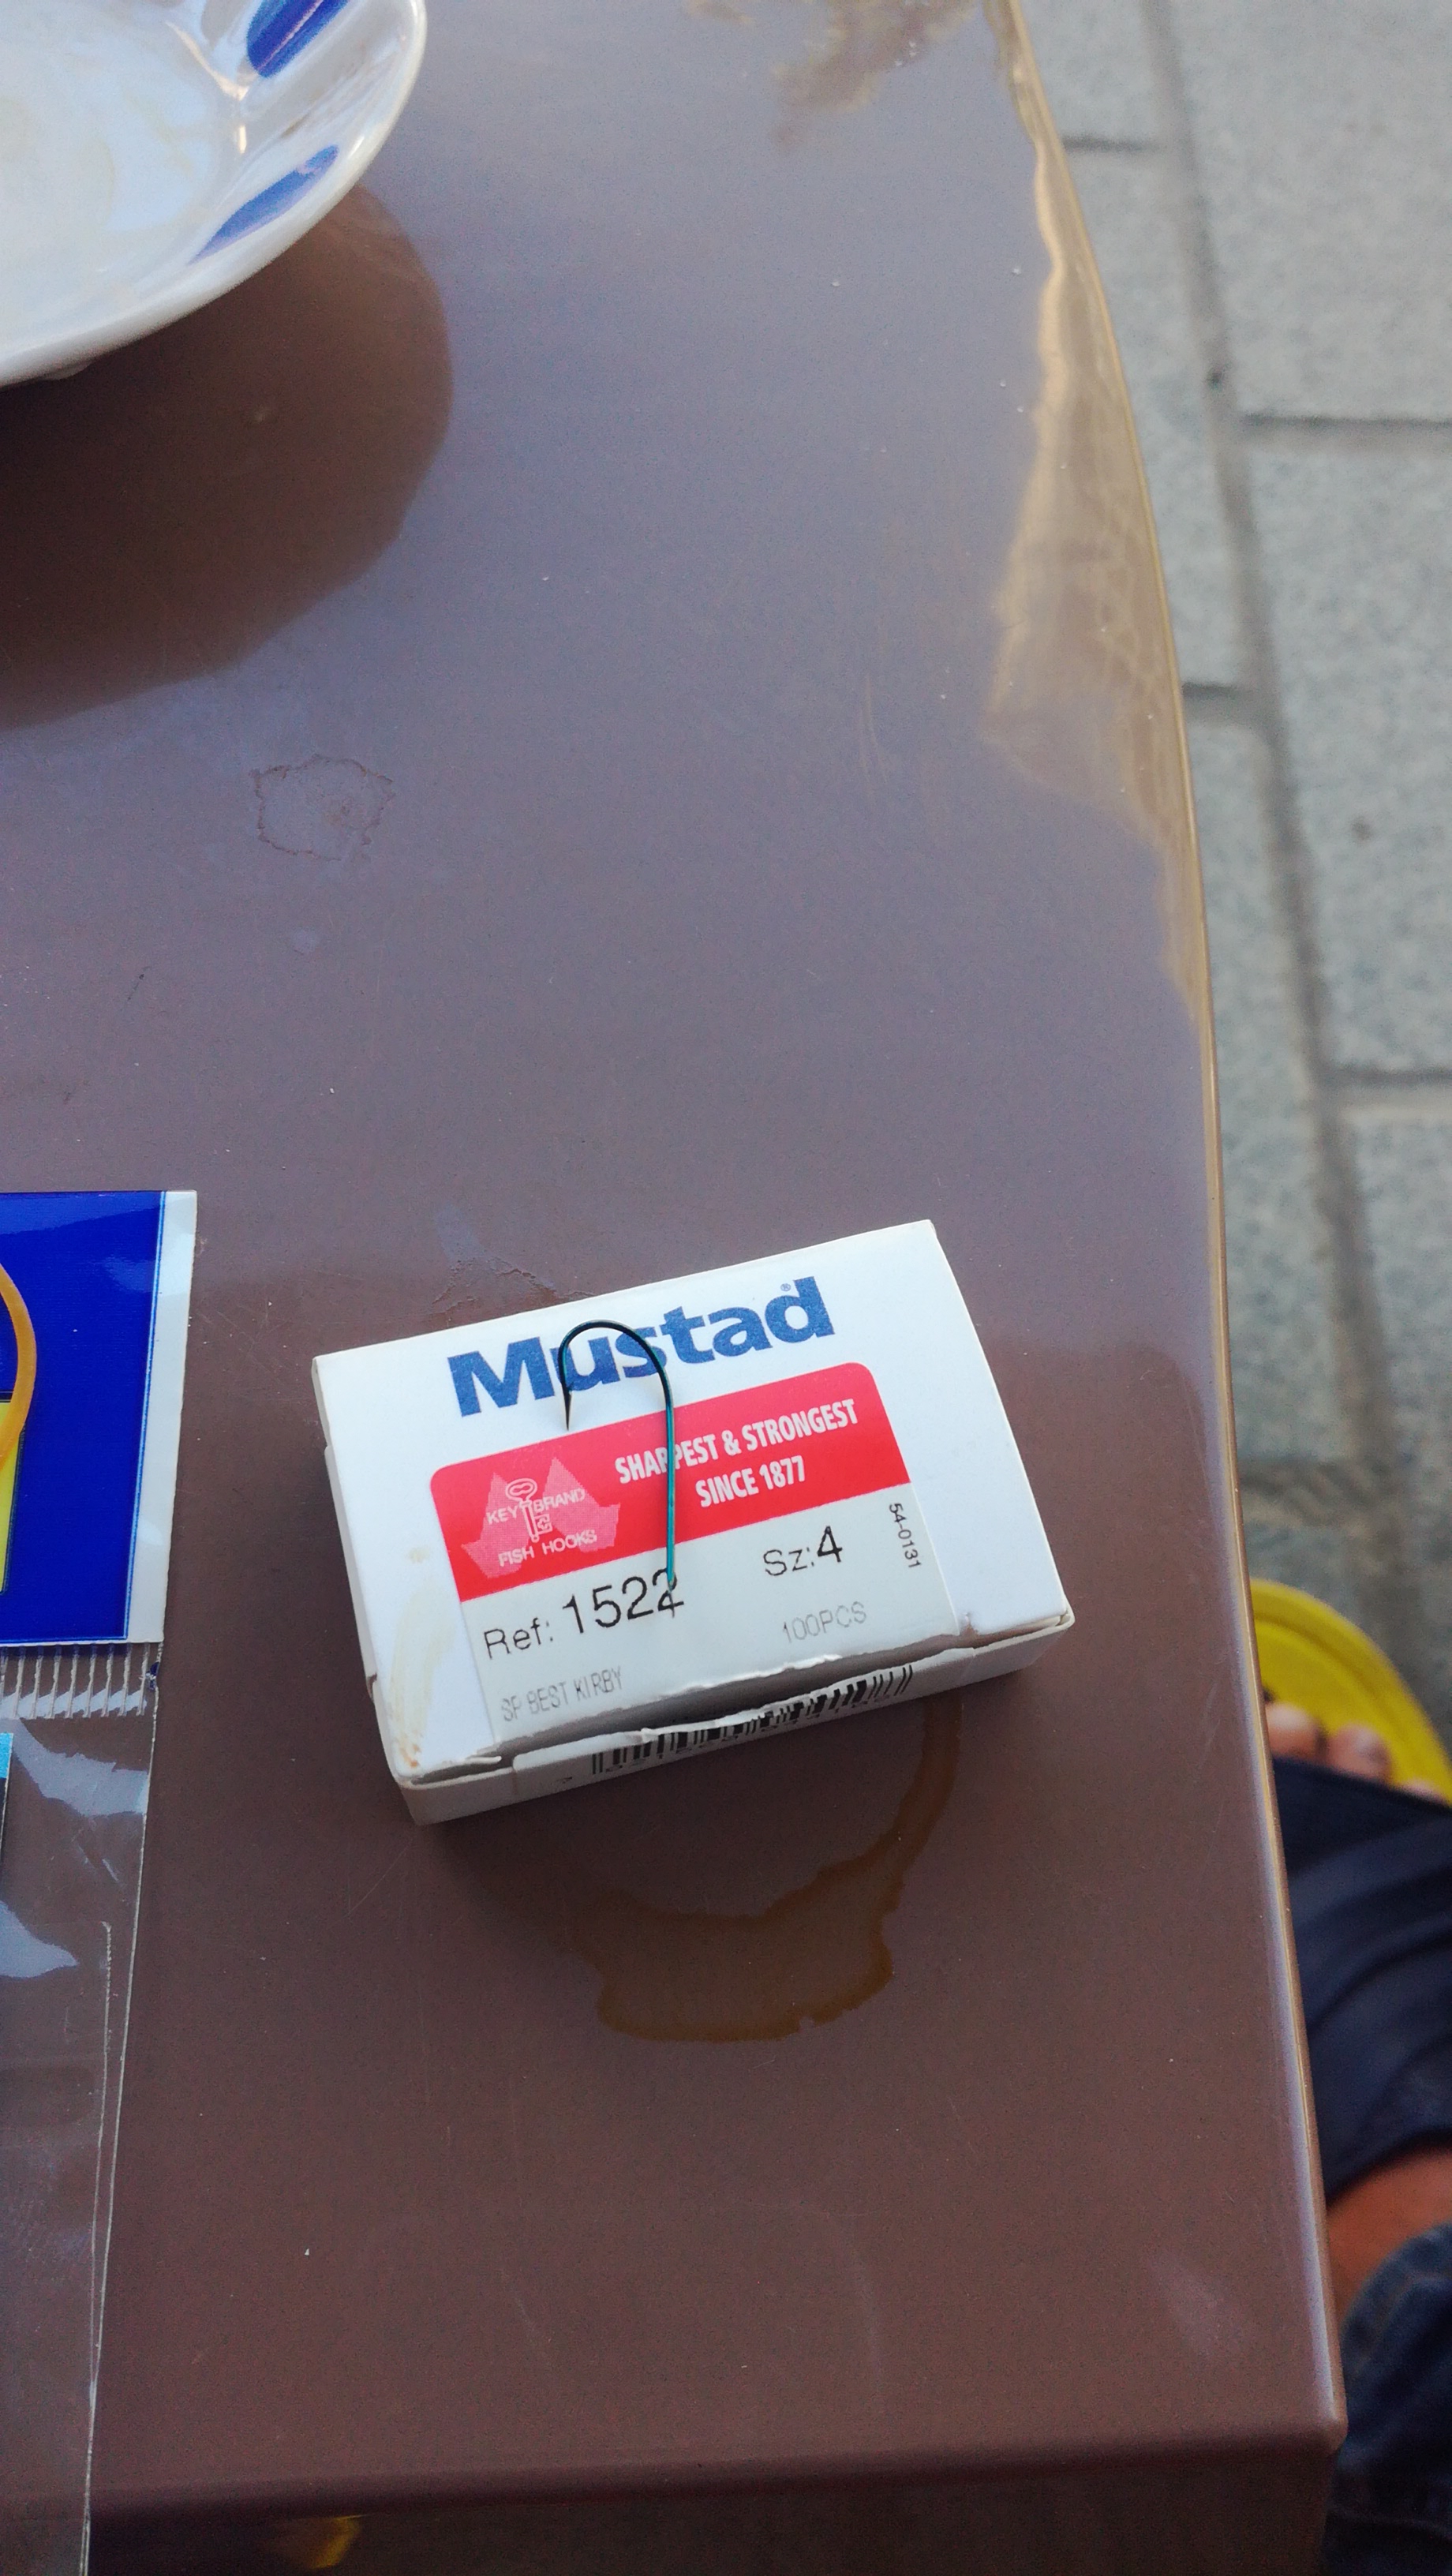 Mustad®
SHARPEST & STRONGEST
SINCE 1877
KEY BRAND
FISH HOOKS
Ref: 1522
Sz:4
54-0131
100PCS
SP BEST KIRBY